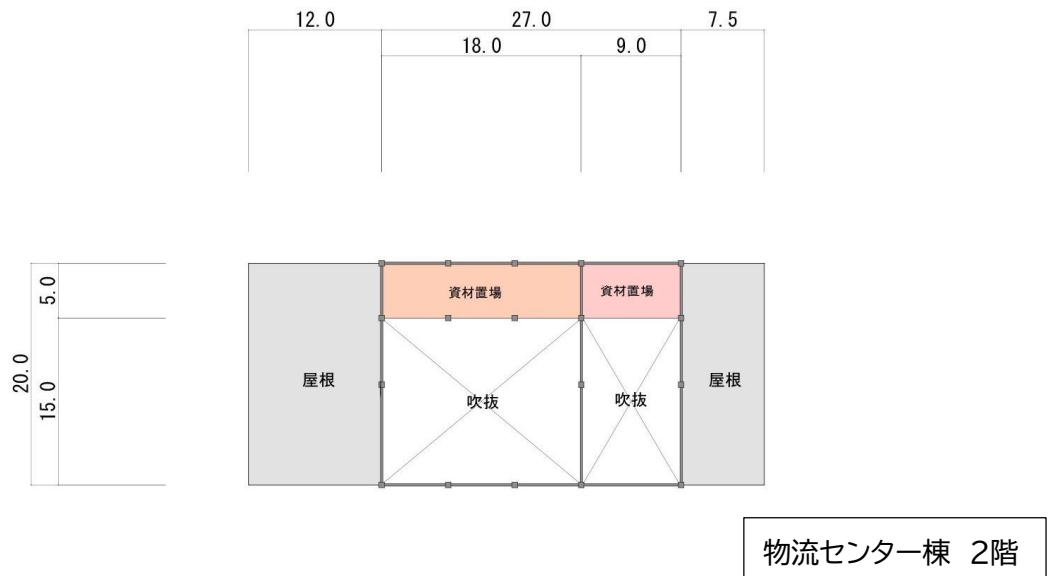 12.0 27.0 7.5
18.0 9.0
5.0
資材置場 資材置場
20.0
15.0
屋根 屋根
吹抜 吹抜
物流センター棟 2階